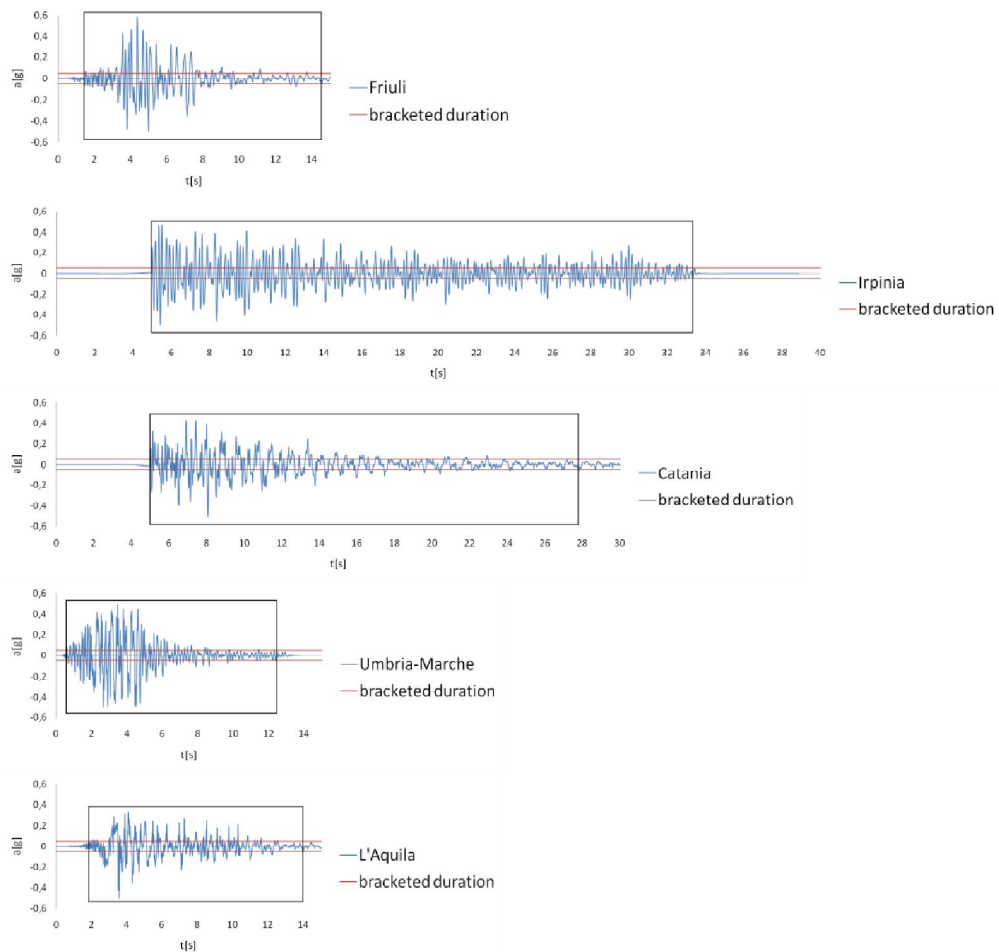 0,6
0,4
0,2
0
-0,2
-0,4
-0,6
a[g]
0 2 4 6 8 10 12 14
t[s]
Friuli
bracketed duration
0,6
0,4
0,2
0
-0,2
-0,4
-0,6
a[g]
0 2 4 6 8 10 12 14 16 18 20 22 24 26 28 30 32 34 36 38 40
t[s]
Irpinia
bracketed duration
0,6
0,4
0,2
0
-0,2
-0,4
-0,6
a[g]
0 2 4 6 8 10 12 14 16 18 20 22 24 26 28 30
t[s]
Catania
bracketed duration
0,6
0,4
0,2
0
-0,2
-0,4
-0,6
a[g]
0 2 4 6 8 10 12 14
t[s]
Umbria-Marche
bracketed duration
0,6
0,4
0,2
0
-0,2
-0,4
-0,6
a[g]
0 2 4 6 8 10 12 14
t[s]
L'Aquila
bracketed duration